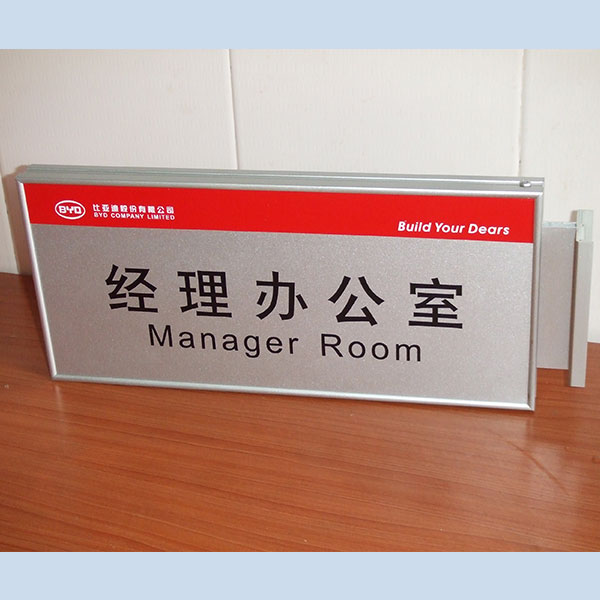 BYD 比亚迪股份有限公司
BYD COMPANY LIMITED
Build Your Dears
经理办公室
Manager Room